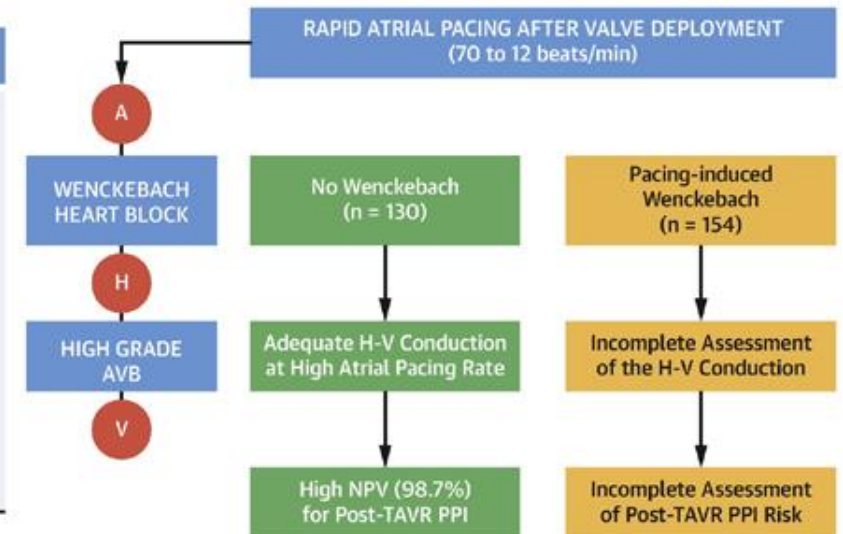 RAPID ATRIAL PACING AFTER VALVE DEPLOYMENT
(70 to 12 beats/min)
A
WENCKEBACH
HEART BLOCK
H
HIGH GRADE
AVB
V
No Wenckebach
(n = 130)
Adequate H-V Conduction
at High Atrial Pacing Rate
High NPV (98.7%)
for Post-TAVR PPI
Pacing-induced
Wenckebach
(n = 154)
Incomplete Assessment
of the H-V Conduction
Incomplete Assessment
of Post-TAVR PPI Risk